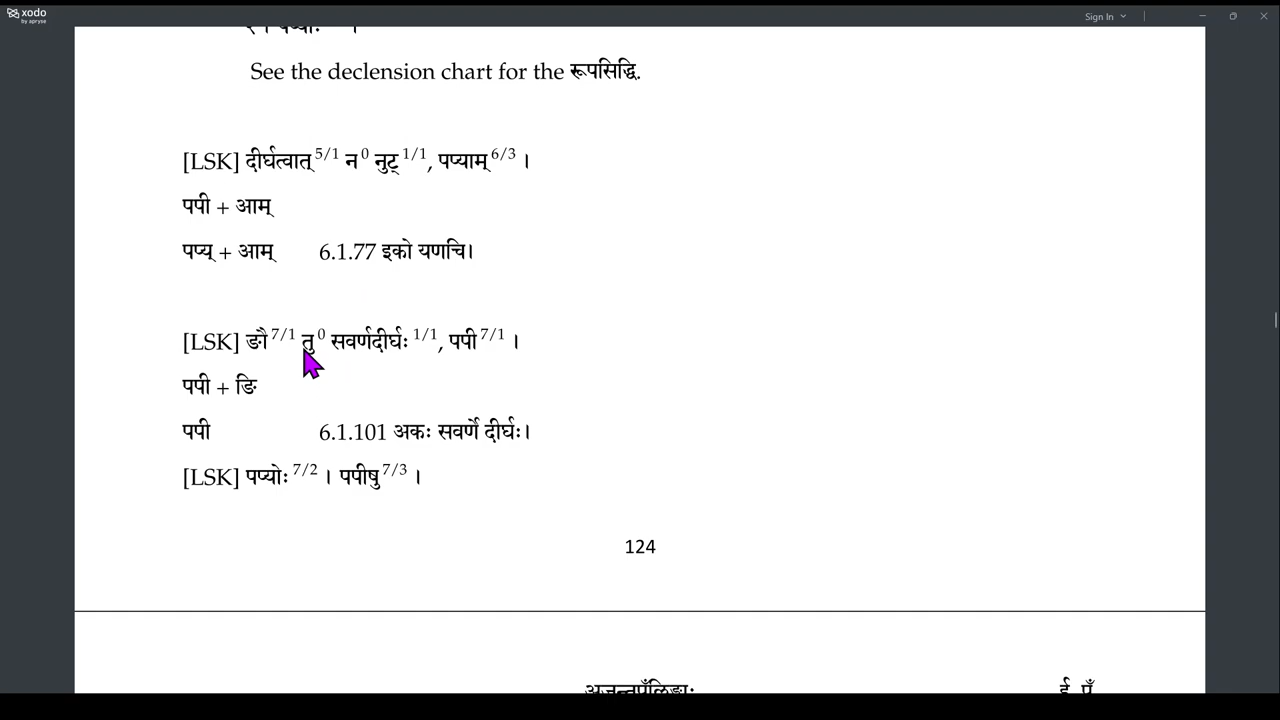 xodo
by apryse
Sign In
See the declension chart for the रूपसिद्धि.
[LSK] दीर्घत्वात् 5/1 न 0 नुट् 1/1, पप्याम् 6/3 ।
पपी + आम्
पप्य् + आम् 6.1.77 इको यणचि।
[LSK] ङौ 7/1 तु 0 सवर्णदीर्घः 1/1, पपी 7/1 ।
पपी + ङि
पपी 6.1.101 अकः सवर्णे दीर्घः।
[LSK] पप्योः 7/2 । पपीषु 7/3 ।
124